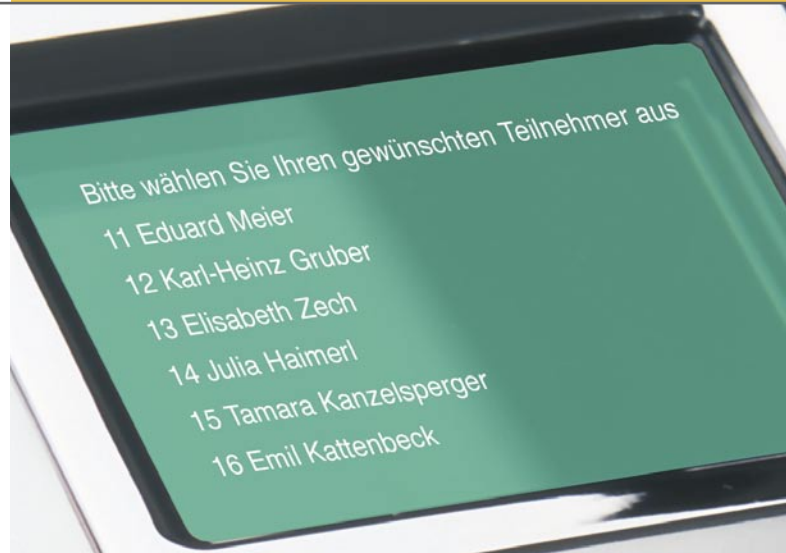 Bitte wählen Sie Ihren gewünschten Teilnehmer aus
11 Eduard Meier
12 Karl-Heinz Gruber
13 Elisabeth Zech
14 Julia Haimerl
15 Tamara Kanzelsperger
16 Emil Kattenbeck